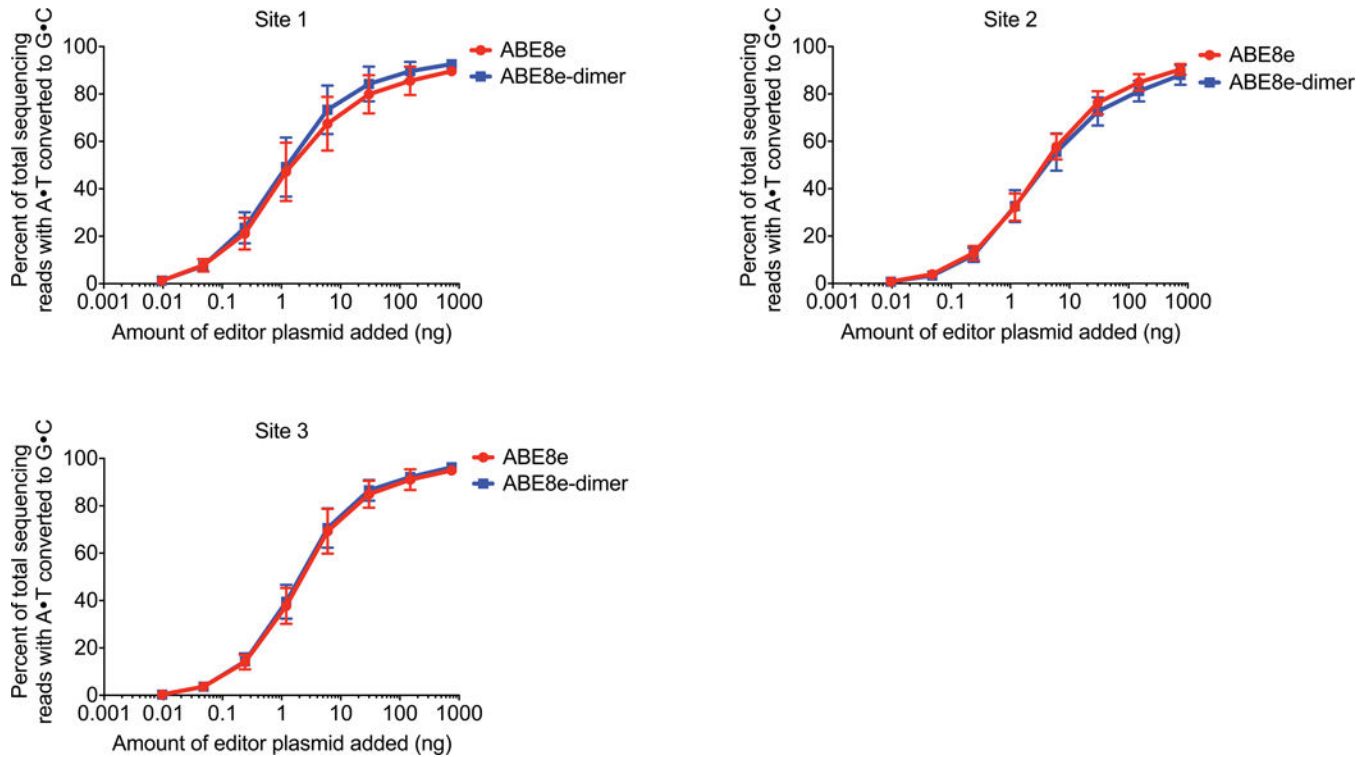 Site 1
Percent of total sequencing
reads with A•T converted to G•C
100
80
60
40
20
0
0.001 0.01 0.1 1 10 100 1000
Amount of editor plasmid added (ng)
ABE8e
ABE8e-dimer
Site 2
Percent of total sequencing
reads with A•T converted to G•C
100
80
60
40
20
0
0.001 0.01 0.1 1 10 100 1000
Amount of editor plasmid added (ng)
ABE8e
ABE8e-dimer
Site 3
Percent of total sequencing
reads with A•T converted to G•C
100
80
60
40
20
0
0.001 0.01 0.1 1 10 100 1000
Amount of editor plasmid added (ng)
ABE8e
ABE8e-dimer